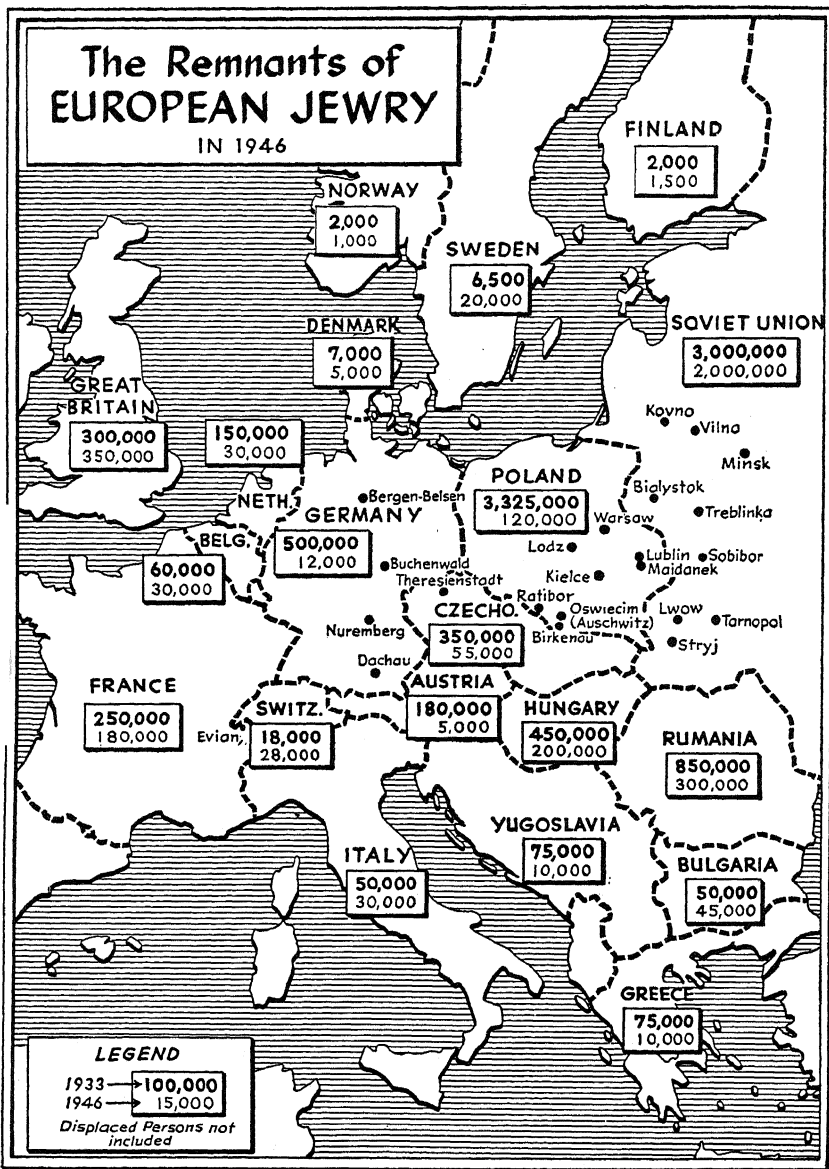 The Remnants of
EUROPEAN JEWRY
IN 1946
FINLAND
2,000
1,500
NORWAY
2,000
1,000
SWEDEN
6,500
20,000
DENMARK
7,000
5,000
SOVIET UNION
3,000,000
2,000,000
GREAT
BRITAIN
300,000
350,000
150,000
30,000
NETH.
Kovno
Vilna
Minsk
POLAND
3,325,000
120,000
Bialystok
Treblinka
Warsaw
Lodz
Lublin
Maidanek
Sobibor
Kielce
Bergen-Belsen
GERMANY
500,000
12,000
BELG.
60,000
30,000
Buchenwald
Theresienstadt
Ratibor
Oswiecim
(Auschwitz)
Birkenau
Lwow
Tarnopol
Stryj
CZECHO.
350,000
55,000
Nuremberg
Dachau
FRANCE
250,000
180,000
Evian
SWITZ.
18,000
28,000
AUSTRIA
180,000
5,000
HUNGARY
450,000
200,000
RUMANIA
850,000
300,000
YUGOSLAVIA
75,000
10,000
ITALY
50,000
30,000
BULGARIA
50,000
45,000
GREECE
75,000
10,000
LEGEND
1933 → 100,000
1946 → 15,000
Displaced Persons not
included